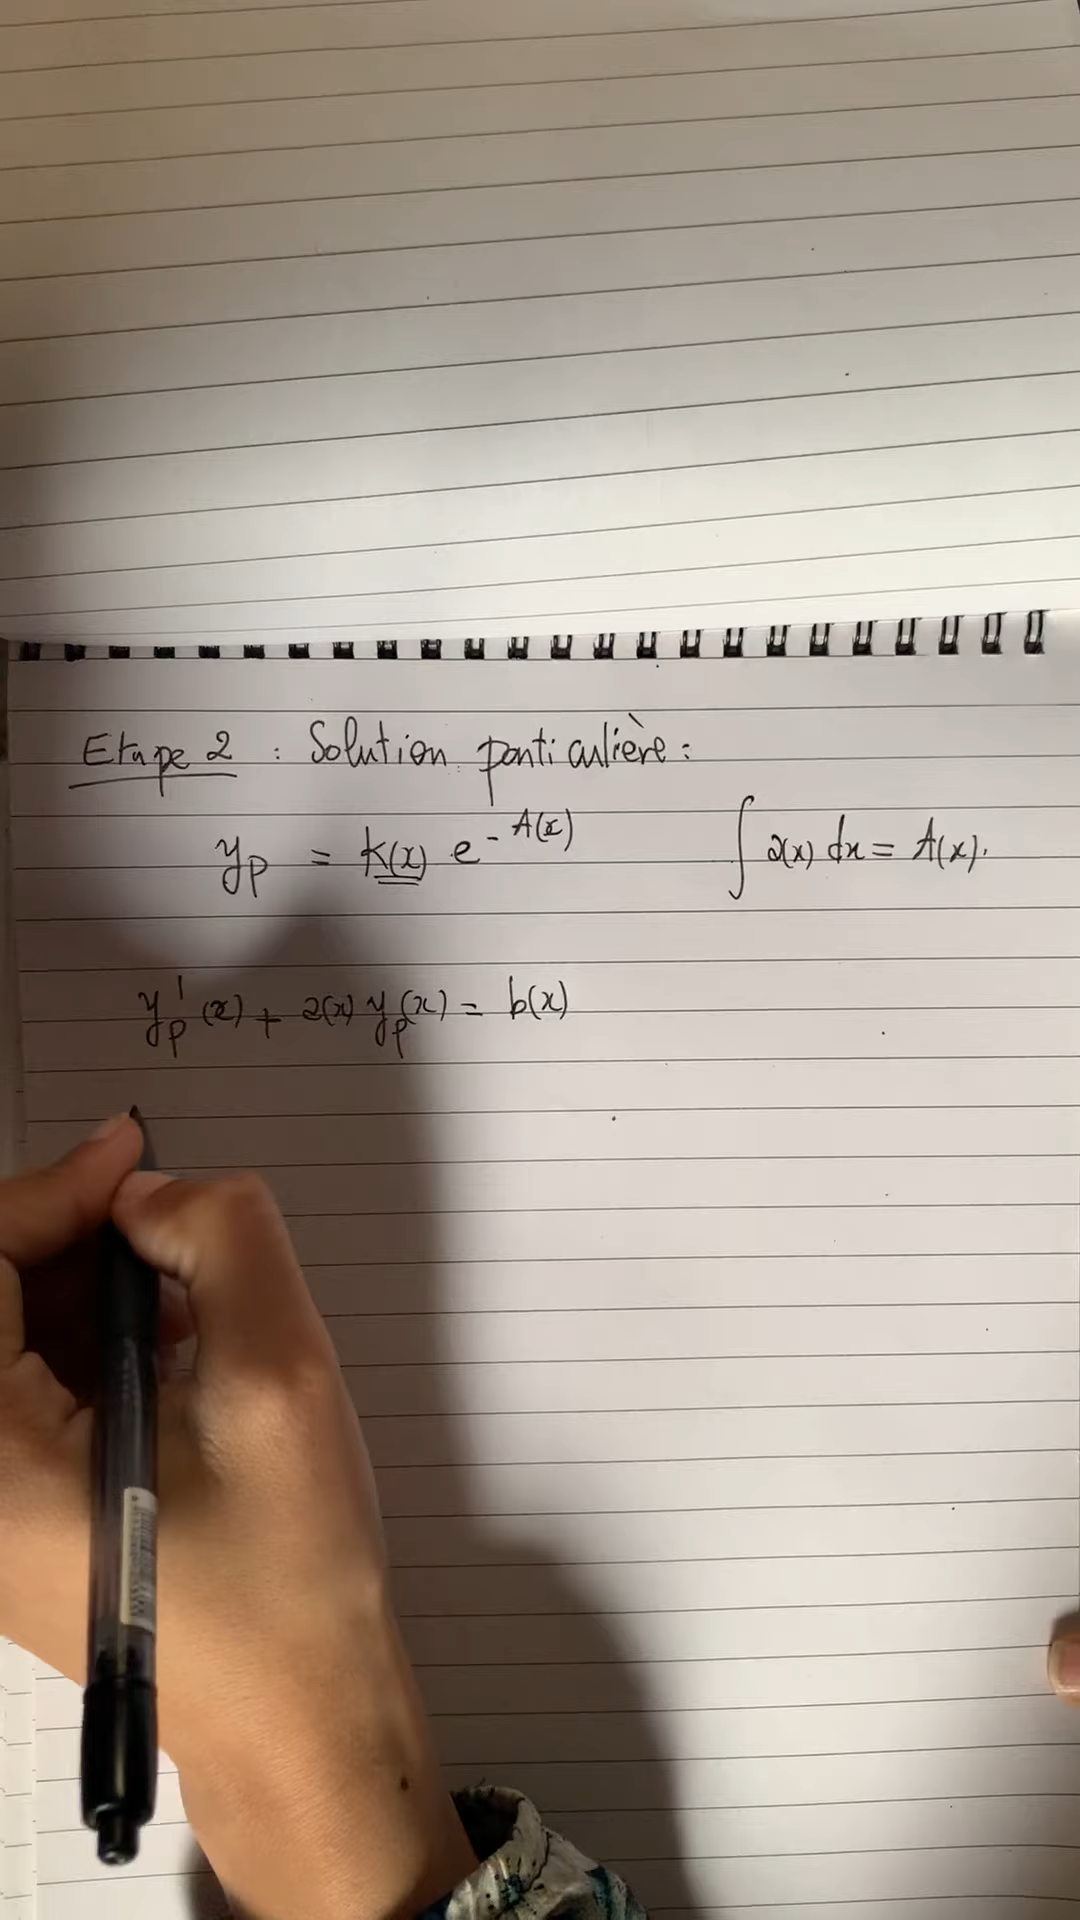 Etape 2 : Solution particulière :
yp = k(x) e^-A(x) ∫ a(x) dx = A(x).
yp'(x) + a(x) yp(x) = b(x)